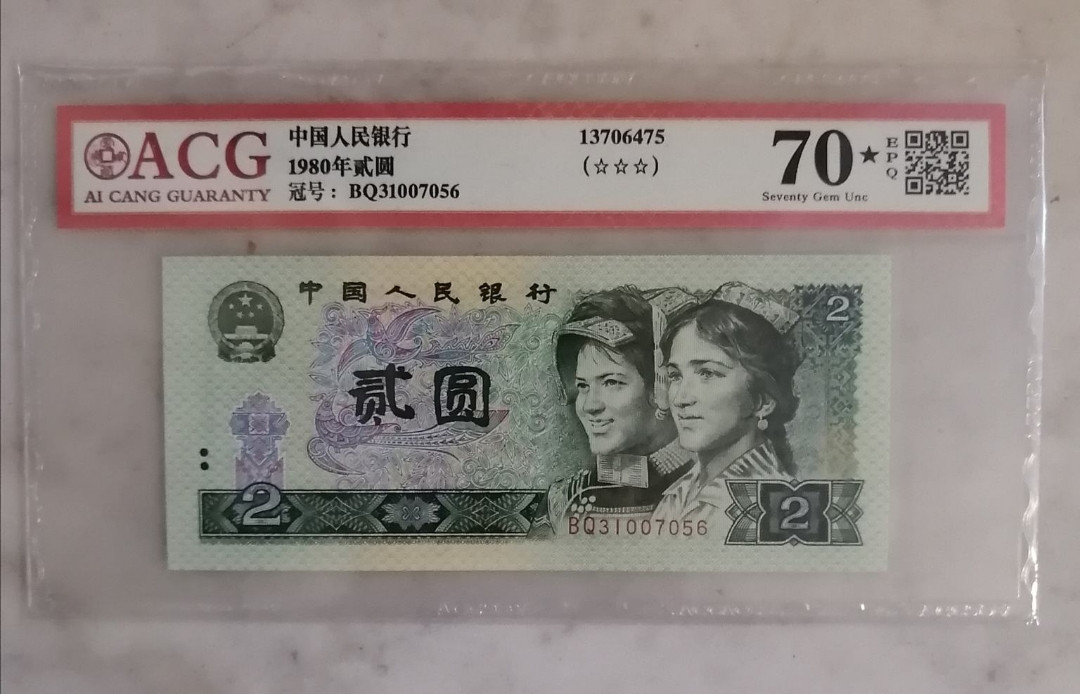 ACG
AI CANG GUARANTY
中国人民银行
1980年贰圆
冠号：BQ31007056
13706475
(☆☆☆)
70★
EPQ
Seventy Gem Unc
中国人民银行
2
贰圆
2
BQ31007056
2